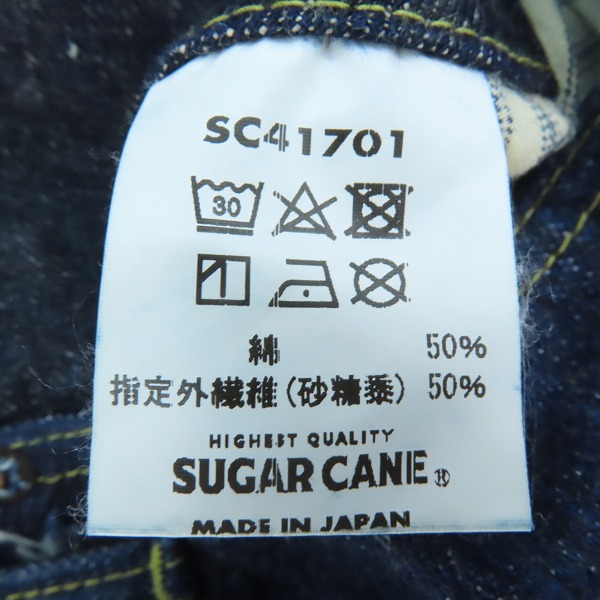 SC41701
30
綿 50%
指定外繊維(砂糖黍) 50%
HIGHEST QUALITY
SUGAR CANE®
MADE IN JAPAN